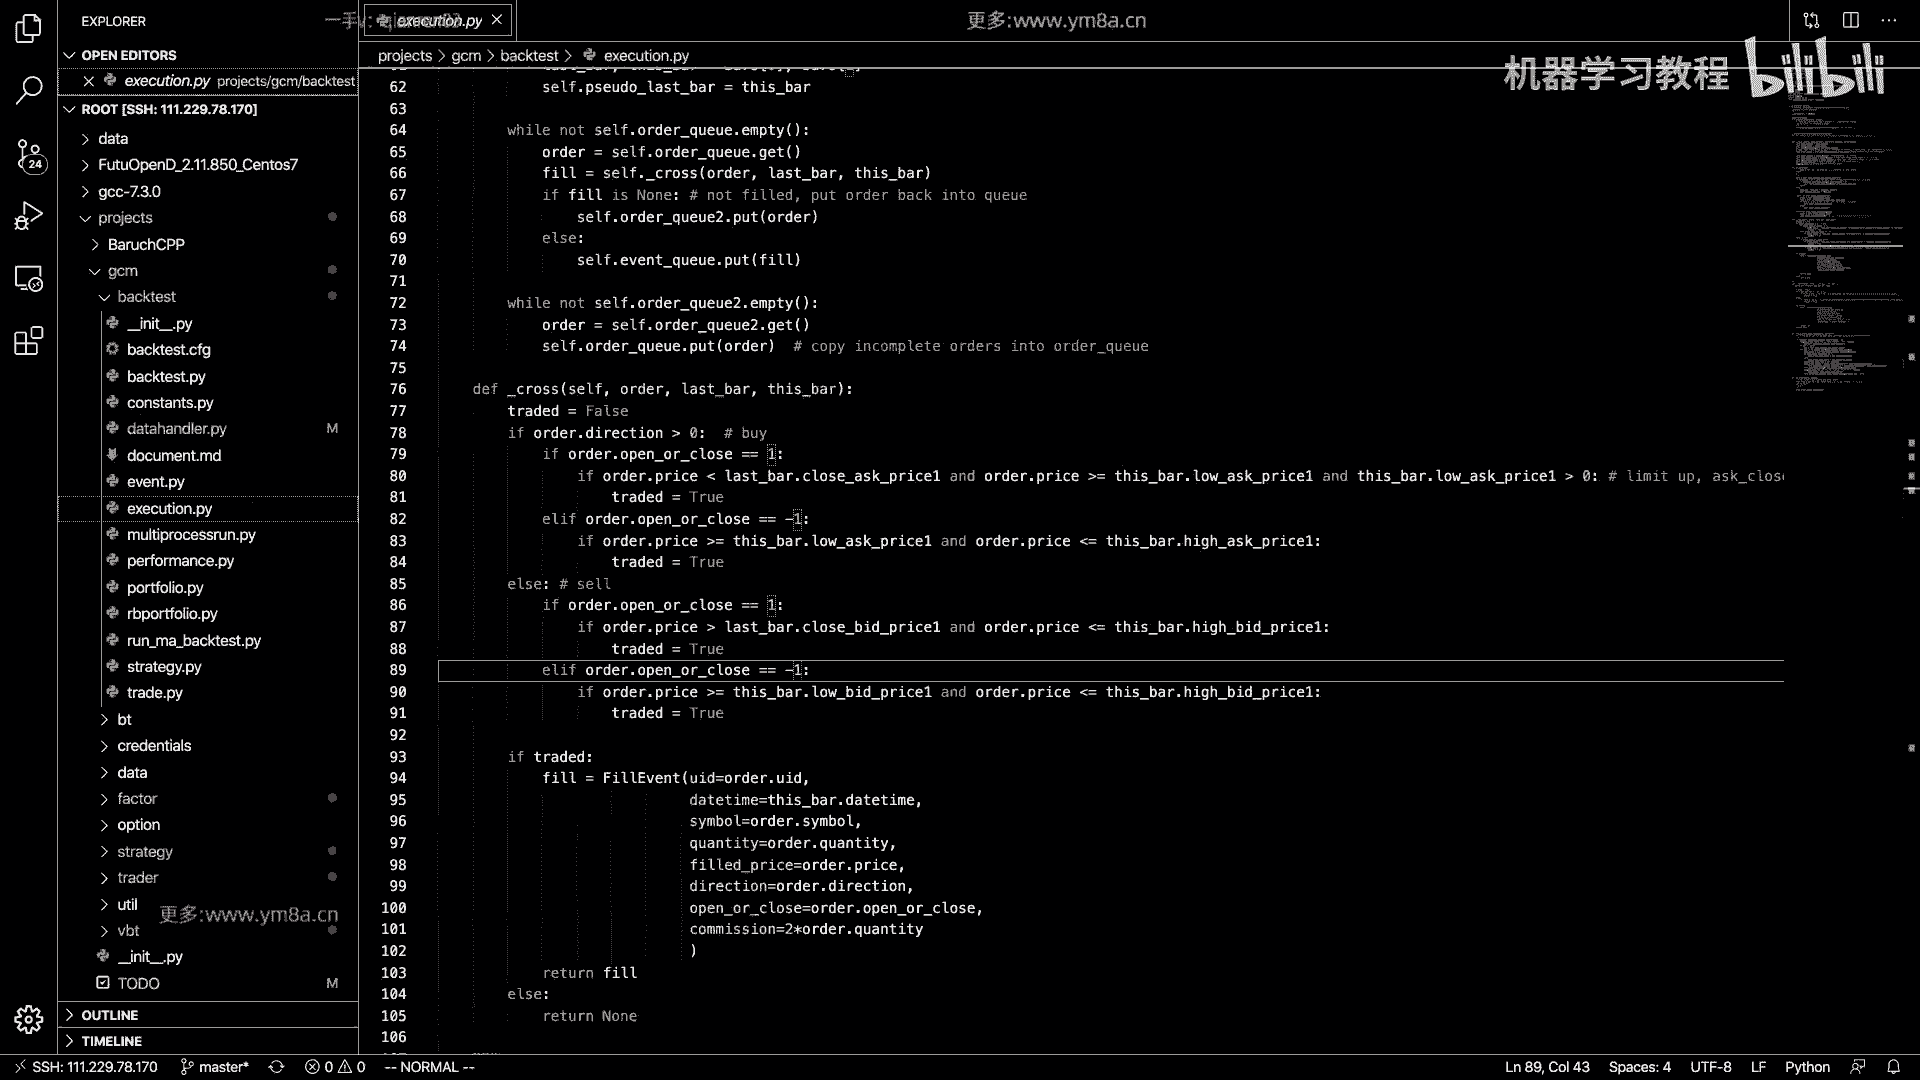 EXPLORER
execution.py
更多:www.ym8a.cn
OPEN EDITORS
execution.py projects/gcm/backtest
ROOT [SSH: 111.229.78.170]
data
FutuOpenD_2.11.850_Centos7
gcc-7.3.0
projects
BaruchCPP
gcm
backtest
__init__.py
backtest.cfg
backtest.py
constants.py
datahandler.py M
document.md
event.py
execution.py
multiprocessrun.py
performance.py
portfolio.py
rbportfolio.py
run_ma_backtest.py
strategy.py
trade.py
bt
credentials
data
factor
option
strategy
trader
util
更多:www.ym8a.cn
vbt
__init__.py
TODO M
OUTLINE
TIMELINE
projects > gcm > backtest > execution.py
机器学习教程 bilibili
62 self.pseudo_last_bar = this_bar
63
64 while not self.order_queue.empty():
65 order = self.order_queue.get()
66 fill = self._cross(order, last_bar, this_bar)
67 if fill is None: # not filled, put order back into queue
68 self.order_queue2.put(order)
69 else:
70 self.event_queue.put(fill)
71
72 while not self.order_queue2.empty():
73 order = self.order_queue2.get()
74 self.order_queue.put(order)  # copy incomplete orders into order_queue
75
76 def _cross(self, order, last_bar, this_bar):
77 traded = False
78 if order.direction > 0:  # buy
79 if order.open_or_close == 1:
80 if order.price < last_bar.close_ask_price1 and order.price >= this_bar.low_ask_price1 and this_bar.low_ask_price1 > 0: # limit up, ask_close
81 traded = True
82 elif order.open_or_close == -1:
83 if order.price >= this_bar.low_ask_price1 and order.price <= this_bar.high_ask_price1:
84 traded = True
85 else: # sell
86 if order.open_or_close == 1:
87 if order.price > last_bar.close_bid_price1 and order.price <= this_bar.high_bid_price1:
88 traded = True
89 elif order.open_or_close == -1:
90 if order.price >= this_bar.low_bid_price1 and order.price <= this_bar.high_bid_price1:
91 traded = True
92
93 if traded:
94 fill = FillEvent(uid=order.uid,
95 datetime=this_bar.datetime,
96 symbol=order.symbol,
97 quantity=order.quantity,
98 filled_price=order.price,
99 direction=order.direction,
100 open_or_close=order.open_or_close,
101 commission=2*order.quantity
102 )
103 return fill
104 else:
105 return None
106
SSH: 111.229.78.170 master* 0 0 -- NORMAL --
Ln 89, Col 43 Spaces: 4 UTF-8 LF Python
24